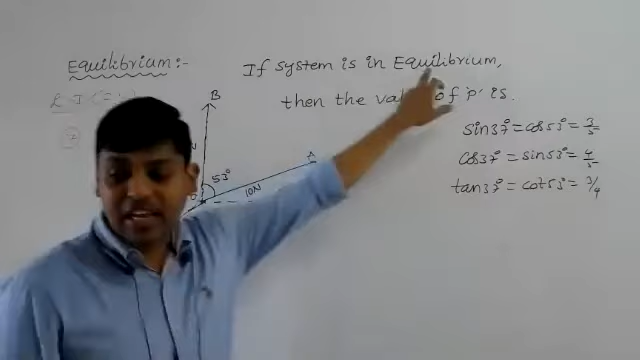 Equilibrium:-
If system is in Equilibrium,
then the of 'P' is.
sin37° = cos53° = 3/5
cos37° = sin53° = 4/5
tan37° = cot53° = 3/4
B
A
53°
10N